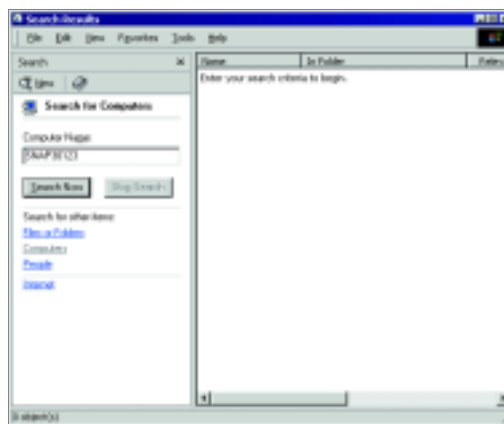 Search Results
File Edit View Favorites Tools Help
Search
New
Search for Computers
Computer Name:
Search Now Stop Search
Search for other items:
Files or Folders
Computers
People
Internet
Name In Folder
Enter your search criteria to begin.
0 object(s)